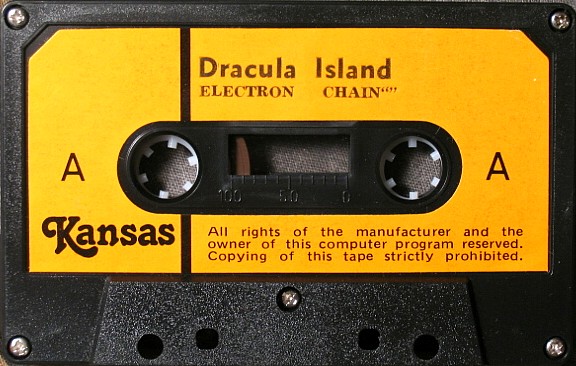 Dracula Island
ELECTRON CHAIN“”
A
A
100 50 0
Kansas
All rights of the manufacturer and the
owner of this computer program reserved.
Copying of this tape strictly prohibited.